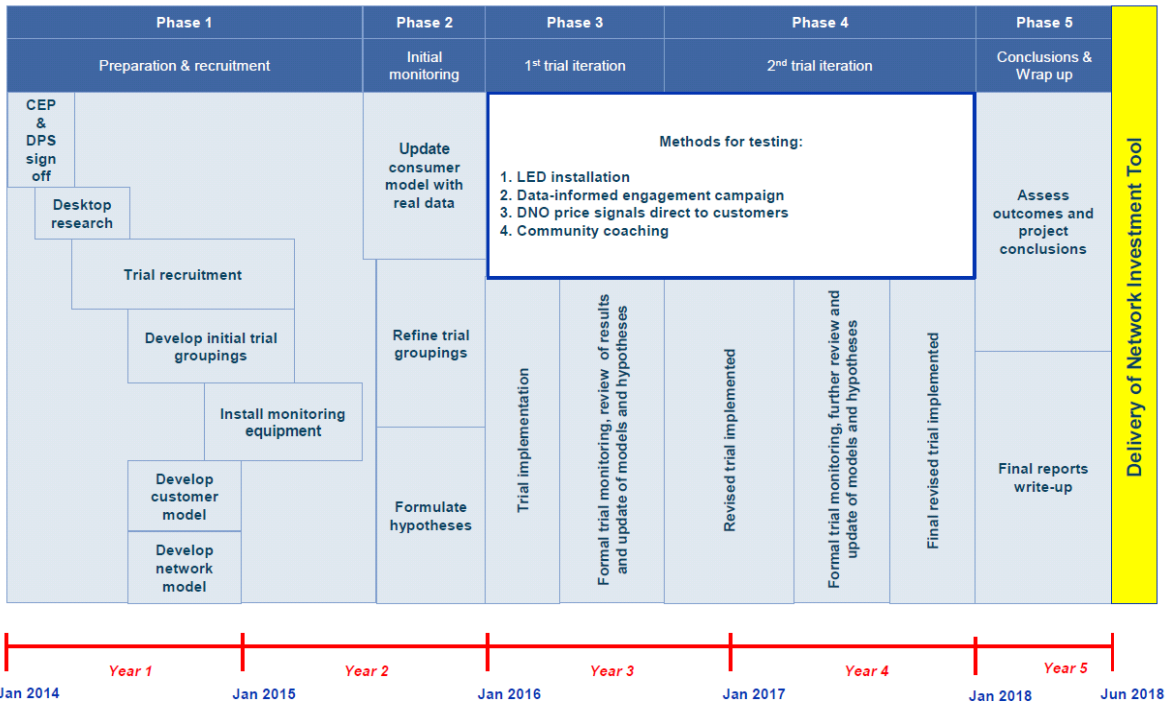 Phase 1
Phase 2
Phase 3
Phase 4
Phase 5
Preparation & recruitment
Initial
monitoring
1st trial iteration
2nd trial iteration
Conclusions &
Wrap up
CEP
&
DPS
sign
off
Desktop
research
Trial recruitment
Develop initial trial
groupings
Install monitoring
equipment
Develop
customer
model
Develop
network
model
Update
consumer
model with
real data
Refine trial
groupings
Formulate
hypotheses
Methods for testing:
1. LED installation
2. Data-informed engagement campaign
3. DNO price signals direct to customers
4. Community coaching
Trial implementation
Formal trial monitoring, review of results
and update of models and hypotheses
Revised trial implemented
Formal trial monitoring, further review and
update of models and hypotheses
Final revised trial implemented
Assess
outcomes and
project
conclusions
Final reports
write-up
Delivery of Network Investment Tool
Year 1
Year 2
Year 3
Year 4
Year 5
Jan 2014
Jan 2015
Jan 2016
Jan 2017
Jan 2018
Jun 2018